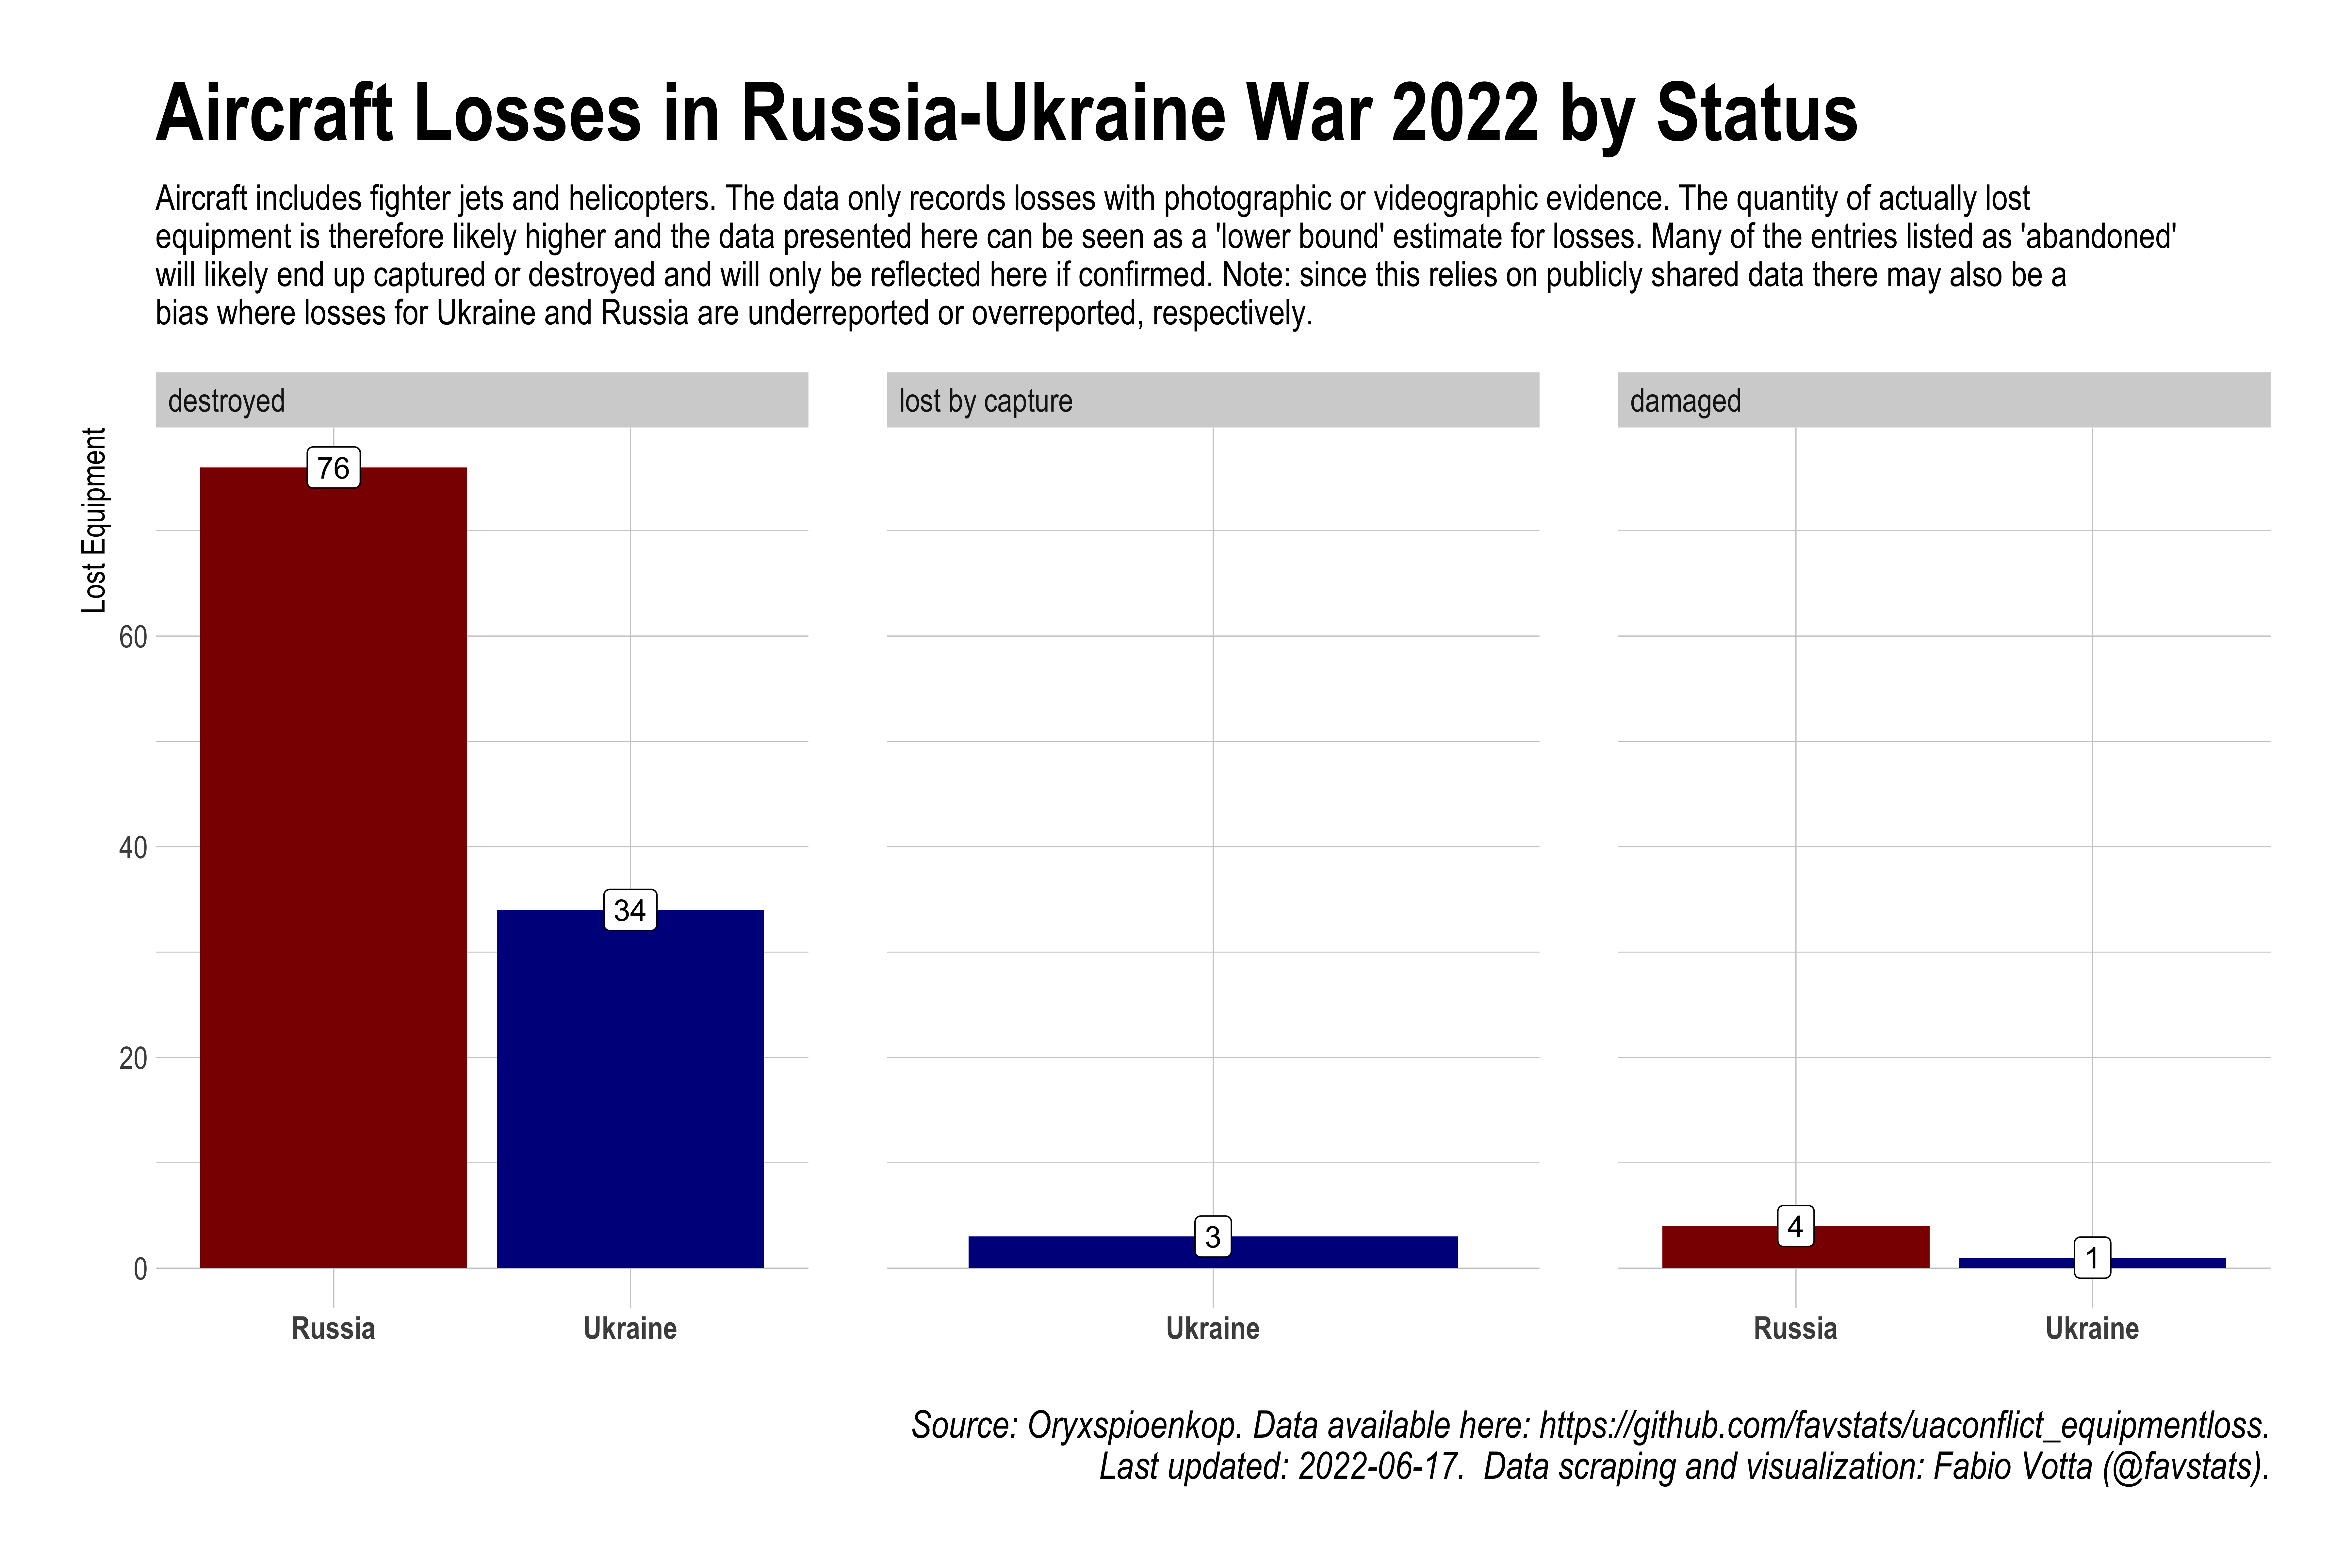 Aircraft Losses in Russia-Ukraine War 2022 by Status
Aircraft includes fighter jets and helicopters. The data only records losses with photographic or videographic evidence. The quantity of actually lost
equipment is therefore likely higher and the data presented here can be seen as a 'lower bound' estimate for losses. Many of the entries listed as 'abandoned'
will likely end up captured or destroyed and will only be reflected here if confirmed. Note: since this relies on publicly shared data there may also be a
bias where losses for Ukraine and Russia are underreported or overreported, respectively.
destroyed
lost by capture
damaged
Lost Equipment
60
40
20
0
76
34
3
4
1
Russia
Ukraine
Ukraine
Russia
Ukraine
Source: Oryxspioenkop. Data available here: https://github.com/favstats/uaconflict_equipmentloss.
Last updated: 2022-06-17.  Data scraping and visualization: Fabio Votta (@favstats).